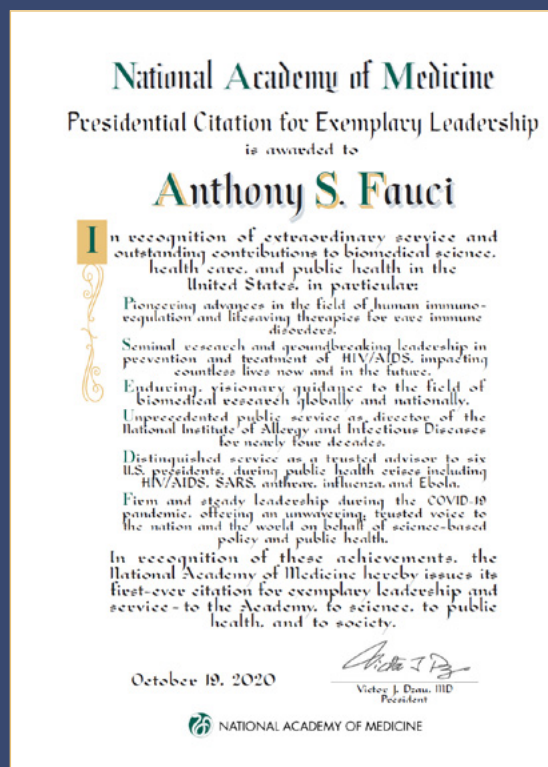 National Academy of Medicine
Presidential Citation for Exemplary Leadership
is awarded to
Anthony S. Fauci
In recognition of extraordinary service and
outstanding contributions to biomedical science,
health care, and public health in the
United States, in particular:
Pioneering advances in the field of human immuno-
regulation and lifesaving therapies for rare immune
disorders.
Seminal research and groundbreaking leadership in
prevention and treatment of HIV/AIDS, impacting
countless lives now and in the future.
Enduring, visionary guidance to the field of
biomedical research globally and nationally.
Unprecedented public service as director of the
National Institute of Allergy and Infectious Diseases
for nearly four decades.
Distinguished service as a trusted advisor to six
U.S. presidents, during public health crises including
HIV/AIDS, SARS, anthrax, influenza, and Ebola.
Firm and steady leadership during the COVID-19
pandemic, offering an unwavering, trusted voice to
the nation and the world on behalf of science-based
policy and public health.
In recognition of these achievements, the
National Academy of Medicine hereby issues its
first-ever citation for exemplary leadership and
service - to the Academy, to science, to public
health, and to society.
October 19, 2020
Victor J. Dzau, MD
President
NATIONAL ACADEMY OF MEDICINE